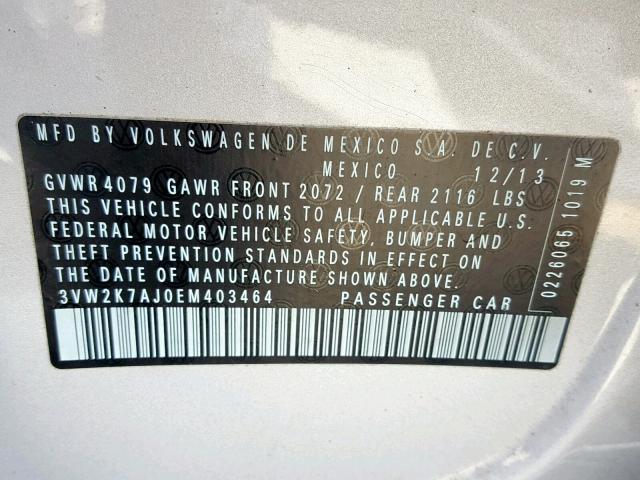 MFD BY VOLKSWAGEN DE MEXICO S.A. DE C.V.
MEXICO 12/13
GVWR 4079 GAWR FRONT 2072 / REAR 2116 LBS
THIS VEHICLE CONFORMS TO ALL APPLICABLE U.S.
FEDERAL MOTOR VEHICLE SAFETY, BUMPER AND
THEFT PREVENTION STANDARDS IN EFFECT ON
THE DATE OF MANUFACTURE SHOWN ABOVE.
3VW2K7AJ0EM403464 PASSENGER CAR
0226065 1019 M